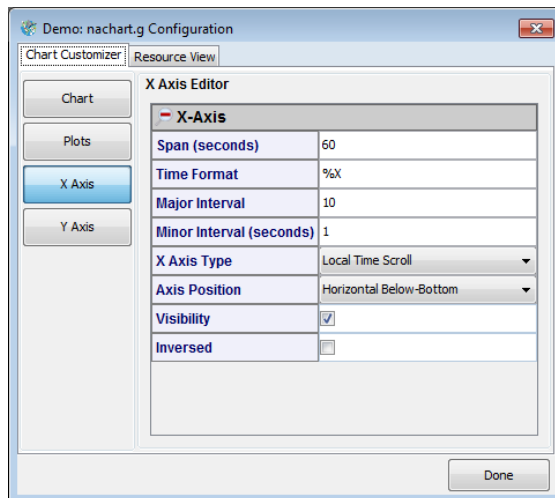 Demo: nachart.g Configuration
Chart Customizer Resource View
Chart
Plots
X Axis
Y Axis
X Axis Editor
X-Axis
Span (seconds) 60
Time Format %X
Major Interval 10
Minor Interval (seconds) 1
X Axis Type Local Time Scroll
Axis Position Horizontal Below-Bottom
Visibility
Inversed
Done